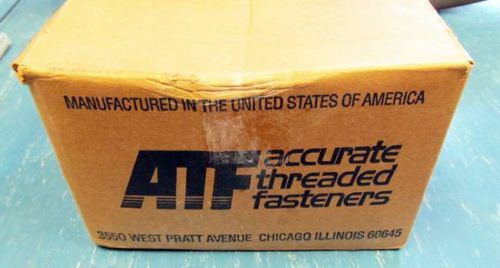 MANUFACTURED IN THE UNITED STATES OF AMERICA
ATF accurate
threaded
fasteners
3550 WEST PRATT AVENUE CHICAGO ILLINOIS 60645